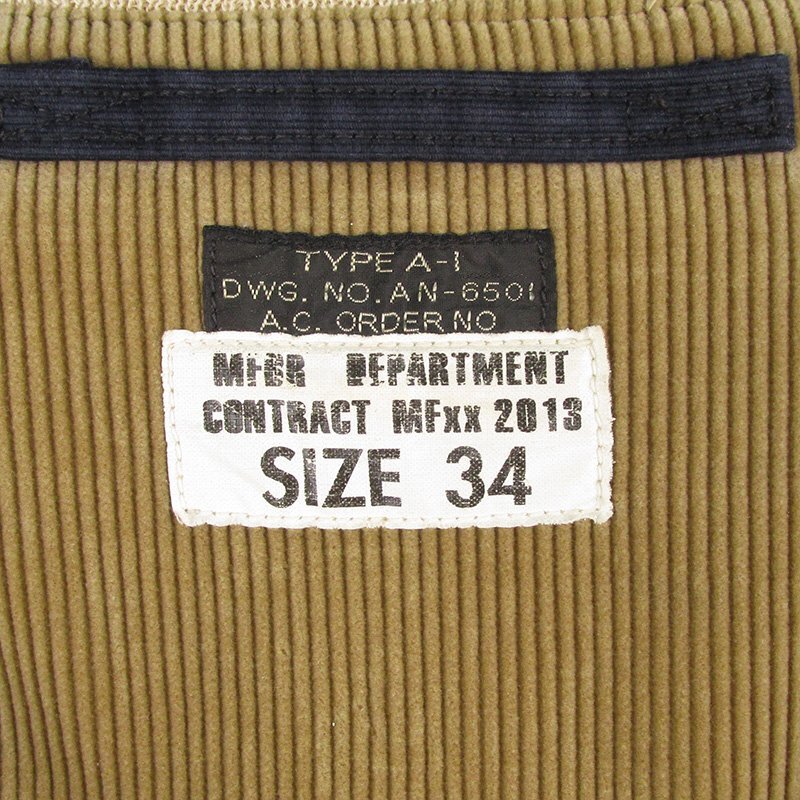 TYPE A-1
DWG. NO. AN-6501
A.C. ORDER NO
MFBR DEPARTMENT
CONTRACT MFxx 2013
SIZE 34